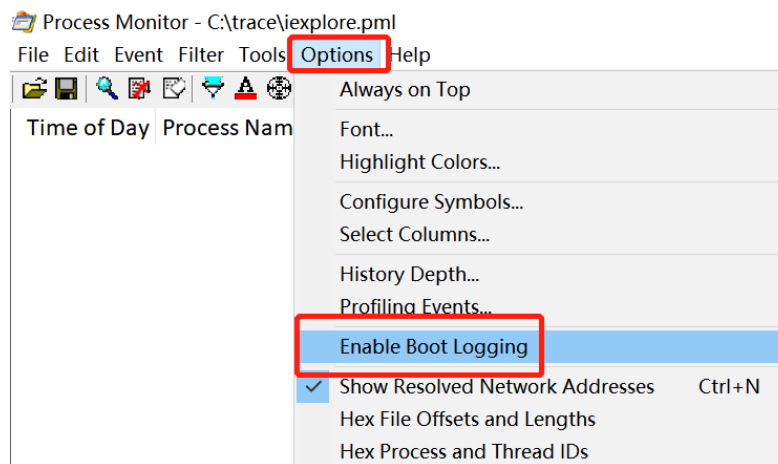 Process Monitor - C:\trace\iexplore.pml
File Edit Event Filter Tools Options Help
Always on Top
Time of Day Process Nam
Font...
Highlight Colors...
Configure Symbols...
Select Columns...
History Depth...
Profiling Events...
Enable Boot Logging
Show Resolved Network Addresses Ctrl+N
Hex File Offsets and Lengths
Hex Process and Thread IDs